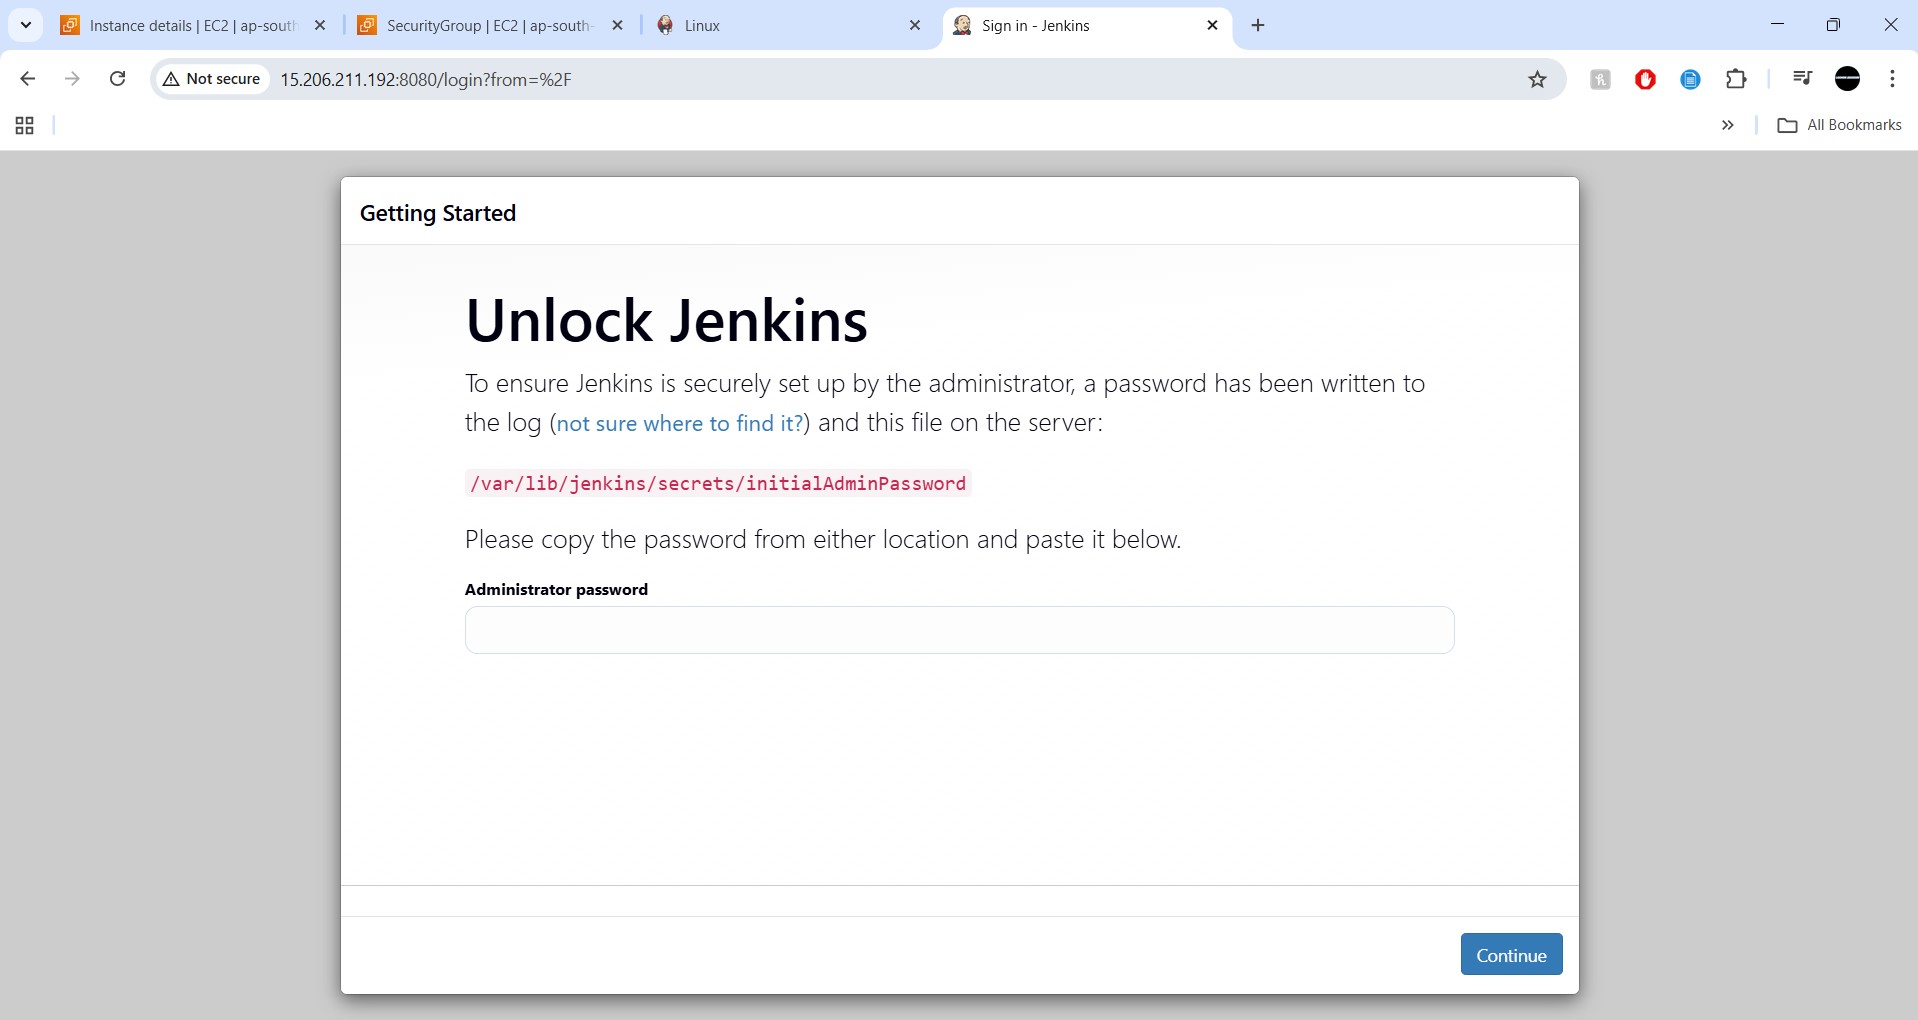 Instance details | EC2 | ap-south
SecurityGroup | EC2 | ap-south-
Linux
Sign in - Jenkins
Not secure
15.206.211.192:8080/login?from=%2F
All Bookmarks
Getting Started
Unlock Jenkins
To ensure Jenkins is securely set up by the administrator, a password has been written to
the log (not sure where to find it?) and this file on the server:
/var/lib/jenkins/secrets/initialAdminPassword
Please copy the password from either location and paste it below.
Administrator password
Continue